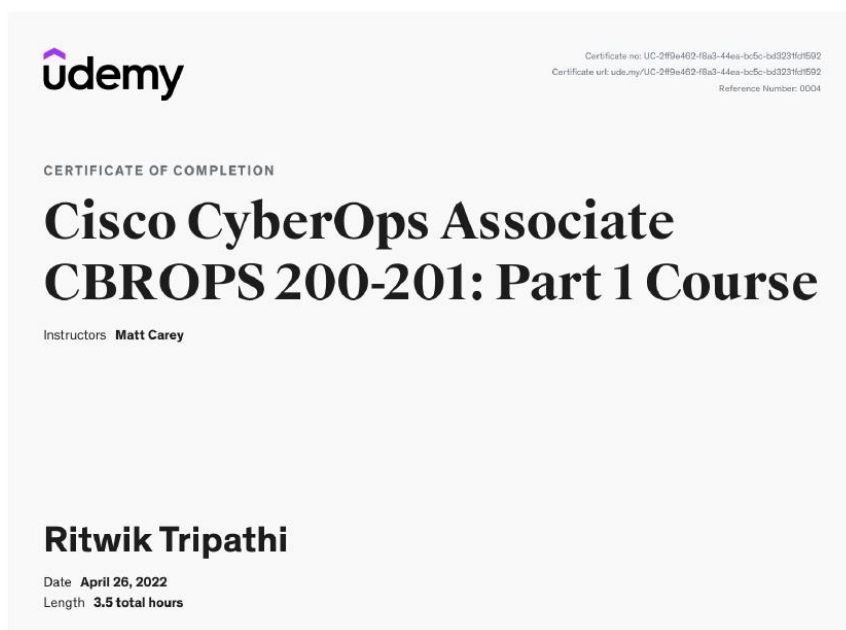 udemy
Certificate no: UC-2ff9e462-f8a3-44ea-bc5c-bd3231fd1592
Certificate url: ude.my/UC-2ff9e462-f8a3-44ea-bc5c-bd3231fd1592
Reference Number: 0004
CERTIFICATE OF COMPLETION
Cisco CyberOps Associate
CBROPS 200-201: Part 1 Course
Instructors Matt Carey
Ritwik Tripathi
Date April 26, 2022
Length 3.5 total hours